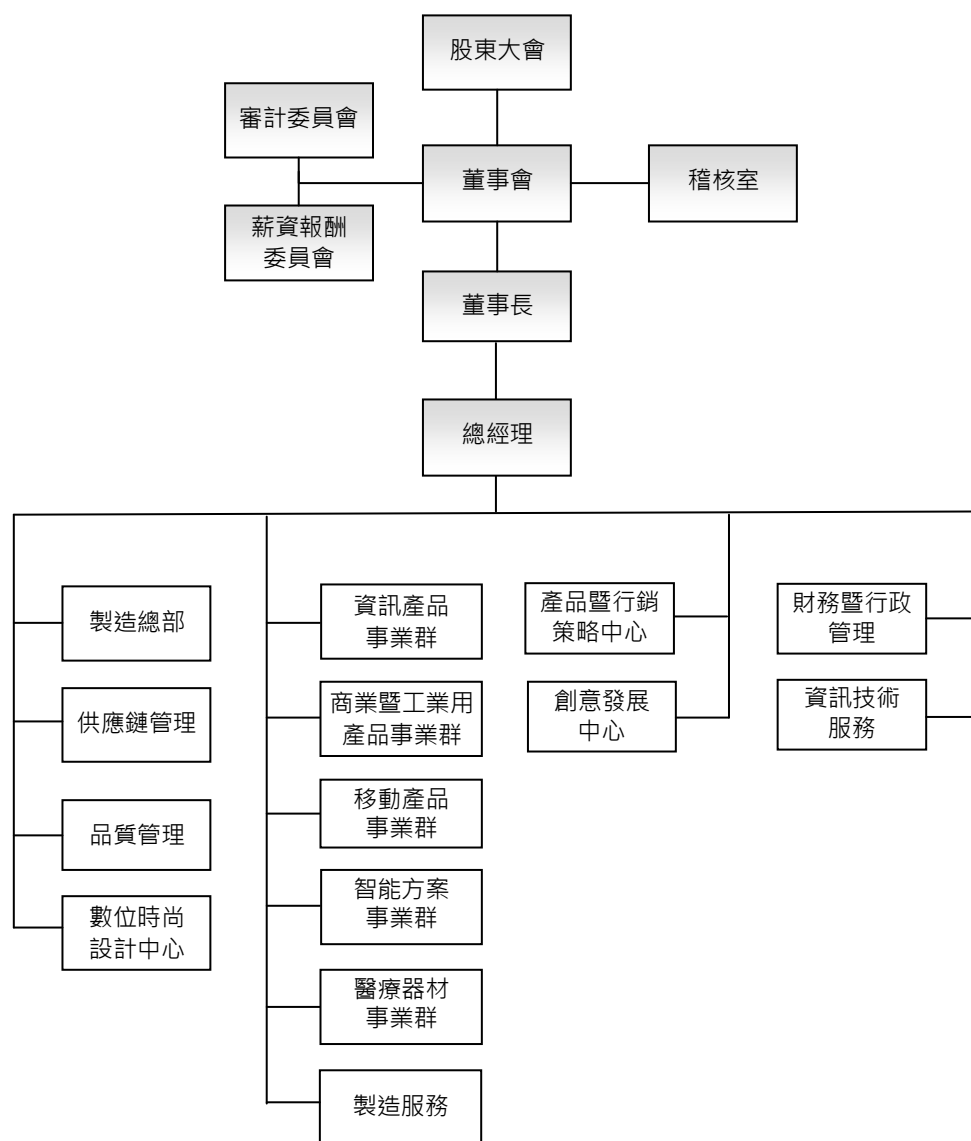 股東大會
審計委員會
董事會
稽核室
薪資報酬
委員會
董事長
總經理
製造總部
供應鏈管理
品質管理
數位時尚
設計中心
資訊產品
事業群
商業暨工業用
產品事業群
移動產品
事業群
智能方案
事業群
醫療器材
事業群
製造服務
產品暨行銷
策略中心
創意發展
中心
財務暨行政
管理
資訊技術
服務